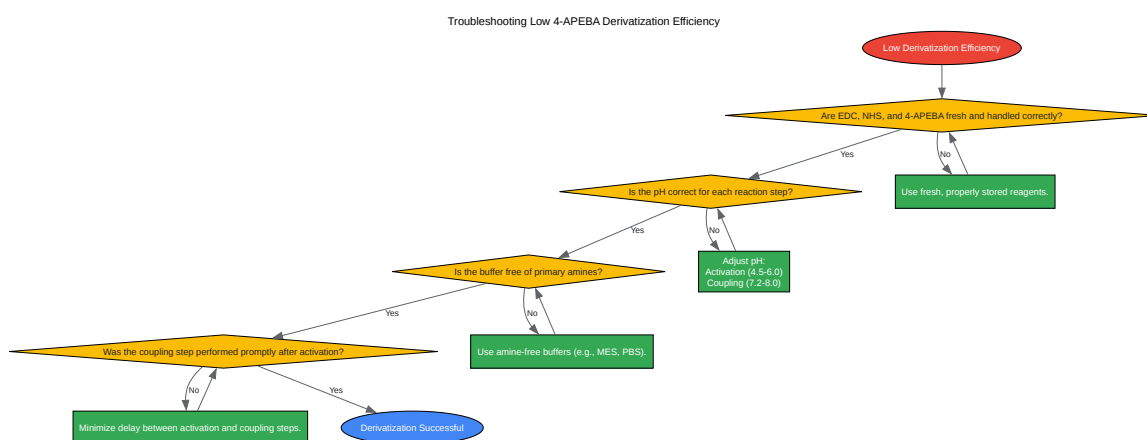 Troubleshooting Low 4-APEBA Derivatization Efficiency
Low Derivatization Efficiency
Are EDC, NHS, and 4-APEBA fresh and handled correctly?
Yes
No
Is the pH correct for each reaction step?
Use fresh, properly stored reagents.
Yes
No
Is the buffer free of primary amines?
Adjust pH:
Activation (4.5-6.0)
Coupling (7.2-8.0)
Yes
No
Was the coupling step performed promptly after activation?
Use amine-free buffers (e.g., MES, PBS).
No
Yes
Minimize delay between activation and coupling steps.
Derivatization Successful